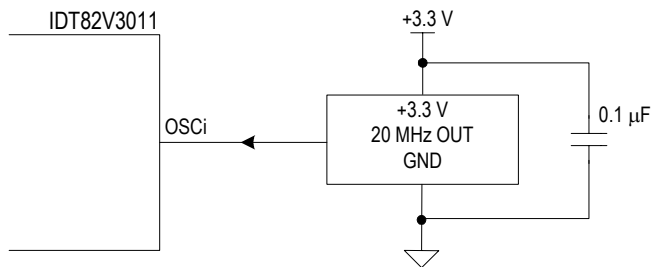 IDT82V3011
+3.3 V
OSCi
+3.3 V
20 MHz OUT
GND
0.1 μF